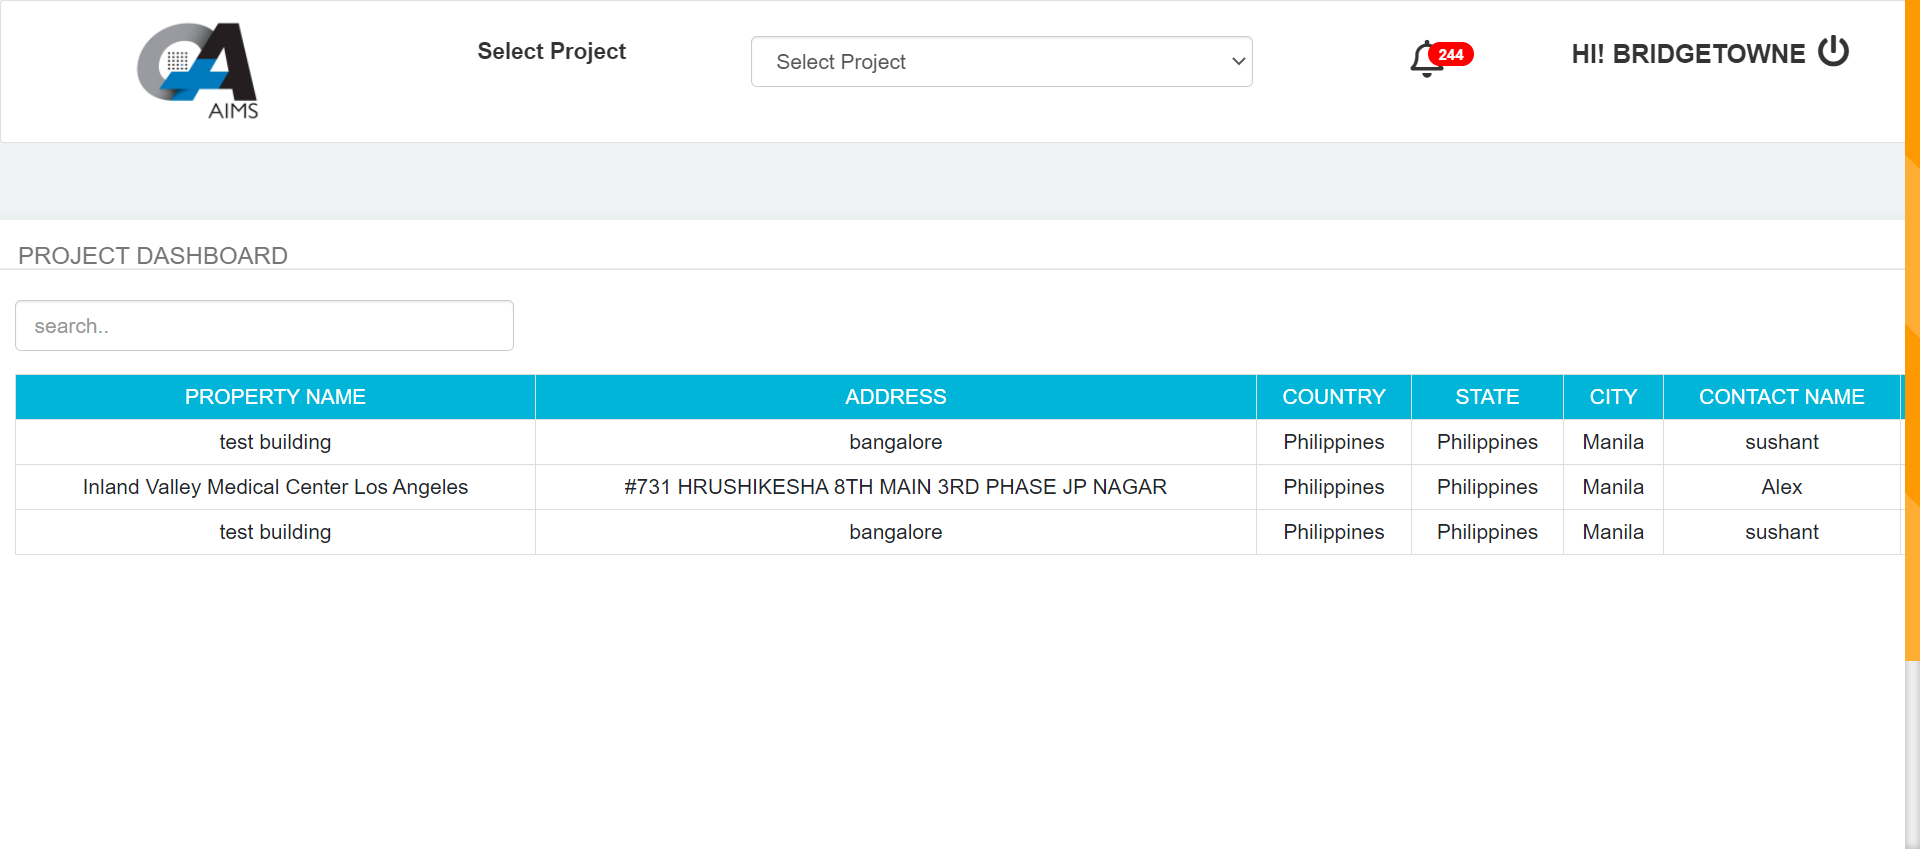 AIMS
Select Project
Select Project
244
HI! BRIDGETOWNE
PROJECT DASHBOARD
search..
PROPERTY NAME ADDRESS COUNTRY STATE CITY CONTACT NAME
test building bangalore Philippines Philippines Manila sushant
Inland Valley Medical Center Los Angeles #731 HRUSHIKESHA 8TH MAIN 3RD PHASE JP NAGAR Philippines Philippines Manila Alex
test building bangalore Philippines Philippines Manila sushant